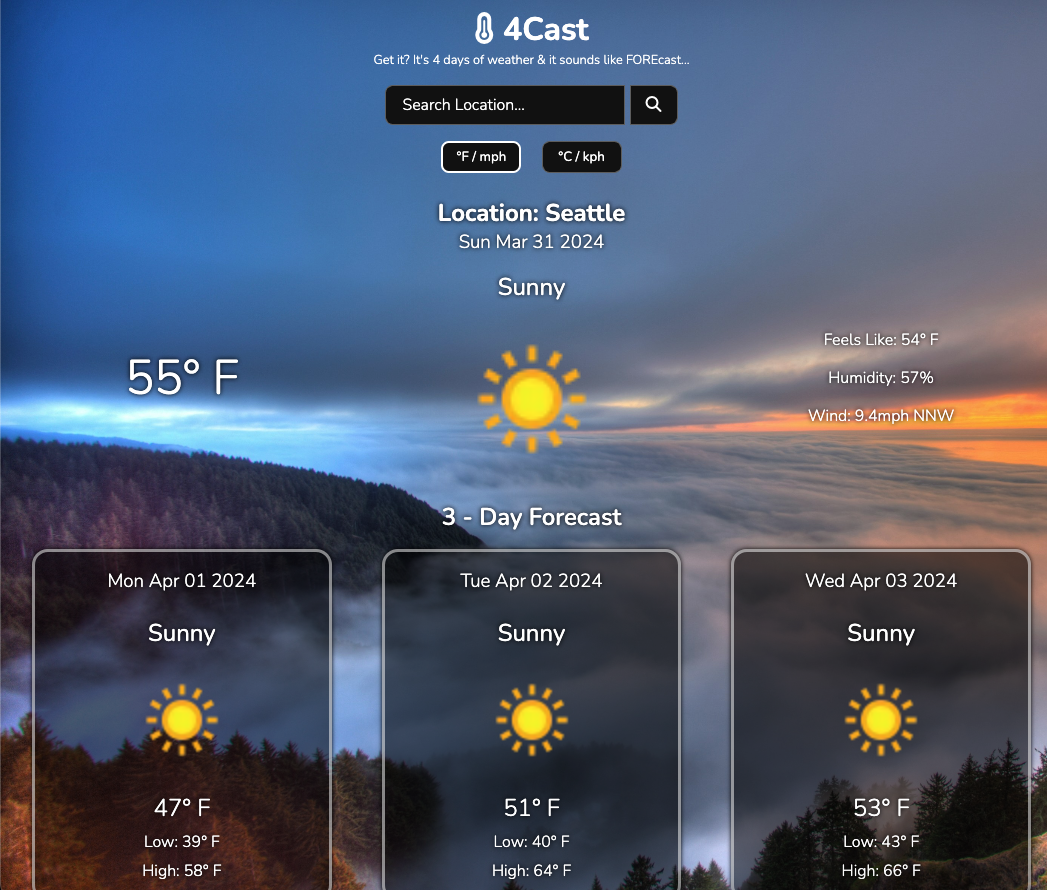 4Cast
Get it? It's 4 days of weather & it sounds like FOREcast...
Search Location...
°F / mph
°C / kph
Location: Seattle
Sun Mar 31 2024
Sunny
55° F
Feels Like: 54° F
Humidity: 57%
Wind: 9.4mph NNW
3 - Day Forecast
Mon Apr 01 2024
Sunny
47° F
Low: 39° F
High: 58° F
Tue Apr 02 2024
Sunny
51° F
Low: 40° F
High: 64° F
Wed Apr 03 2024
Sunny
53° F
Low: 43° F
High: 66° F